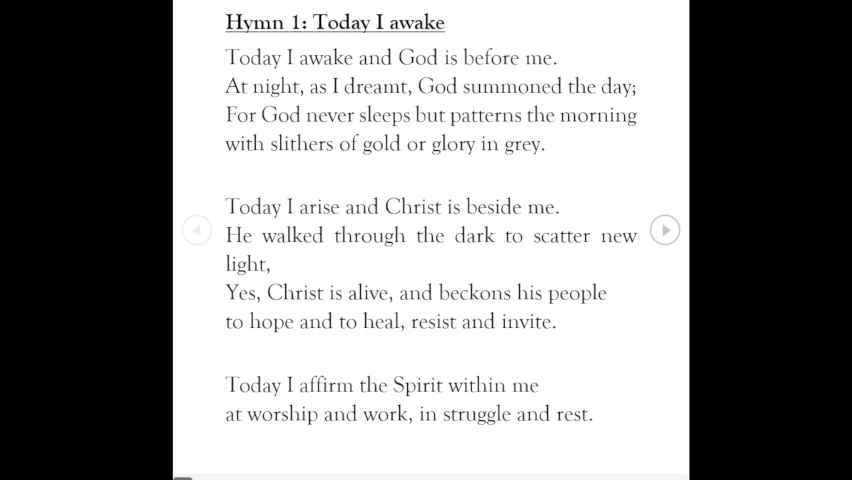 Hymn 1: Today I awake
Today I awake and God is before me.
At night, as I dreamt, God summoned the day;
For God never sleeps but patterns the morning
with slithers of gold or glory in grey.
Today I arise and Christ is beside me.
He walked through the dark to scatter new
light,
Yes, Christ is alive, and beckons his people
to hope and to heal, resist and invite.
Today I affirm the Spirit within me
at worship and work, in struggle and rest.